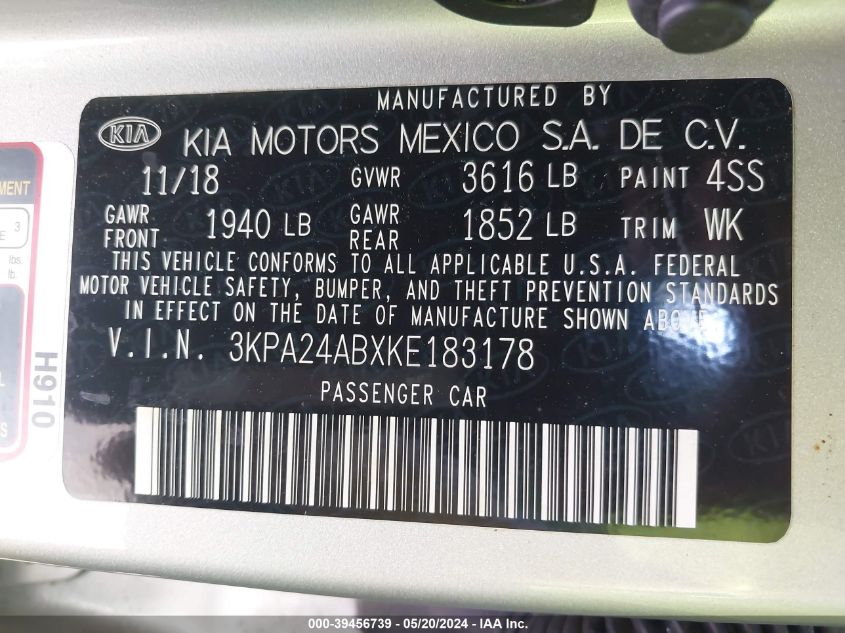 MANUFACTURED BY
KIA KIA MOTORS MEXICO S.A. DE C.V.
11/18 GVWR 3616 LB PAINT 4SS
GAWR FRONT 1940 LB GAWR REAR 1852 LB TRIM WK
THIS VEHICLE CONFORMS TO ALL APPLICABLE U.S.A. FEDERAL
MOTOR VEHICLE SAFETY, BUMPER, AND THEFT PREVENTION STANDARDS
IN EFFECT ON THE DATE OF MANUFACTURE SHOWN ABOVE.
V.I.N. 3KPA24ABXKE183178
PASSENGER CAR
H910
3
lbs.
lb.
000-39456739 / 05/20/2024 - IAA Inc.